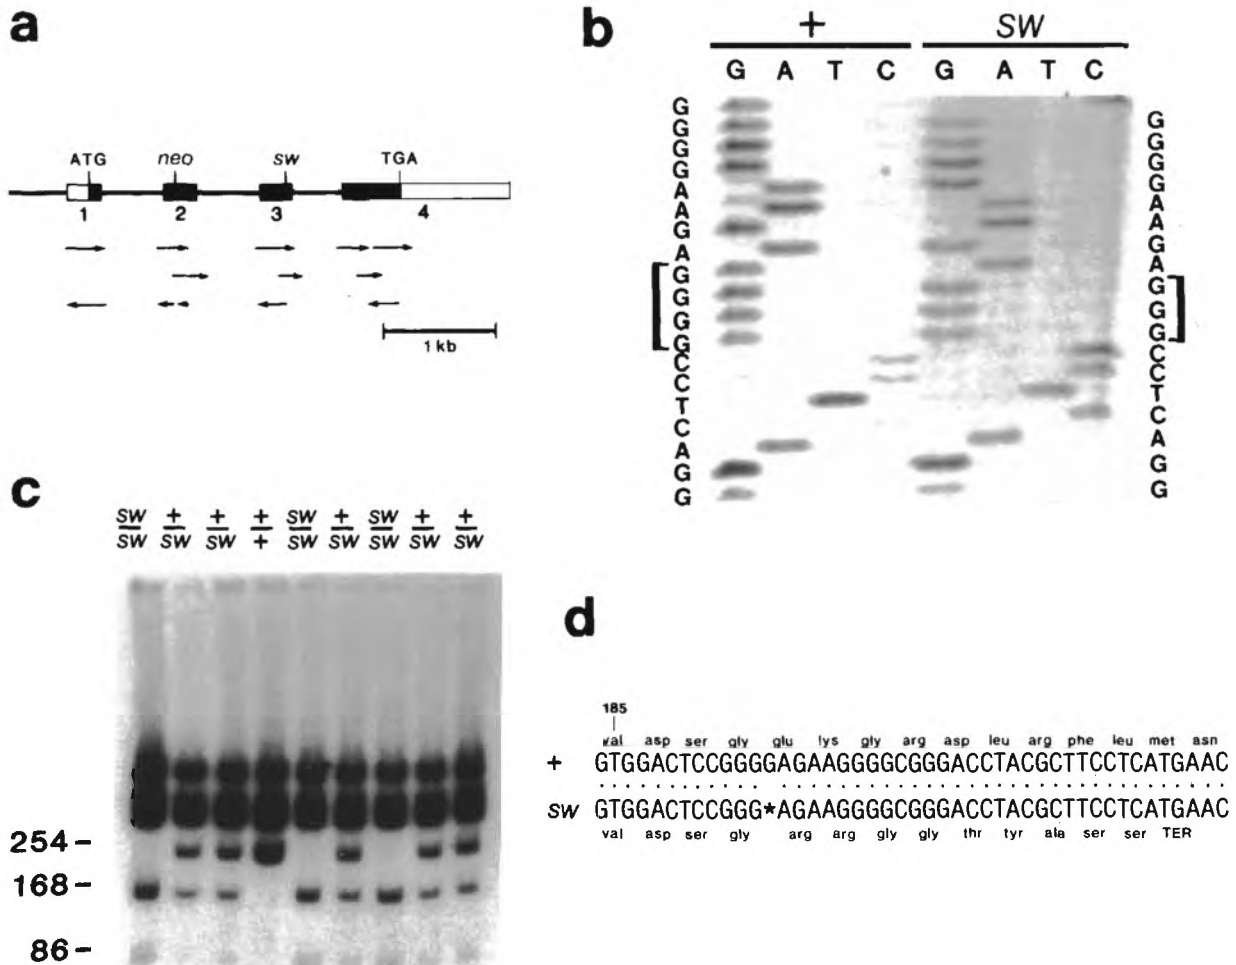 a
ATG neo sw TGA
1 2 3 4
1 kb
b
+ sw
G A T C G A T C
G
G
G
G
A
A
G
A
G
G
G
G
C
C
T
C
A
G
G
G
G
G
G
A
A
G
A
G
G
G
C
C
T
C
A
G
G
c
sw + + + sw + sw + +
sw sw sw + sw sw sw sw sw
254 -
168 -
86 -
d
185
val asp ser gly glu lys gly arg asp leu arg phe leu met asn
+ GTGGACTCCGGGGAGAAGGGGCGGGACCTACGCTTCCTCATGAAC
sw GTGGACTCCGGG*AGAAGGGGCGGGACCTACGCTTCCTCATGAAC
val asp ser gly arg arg gly gly thr tyr ala ser ser TER